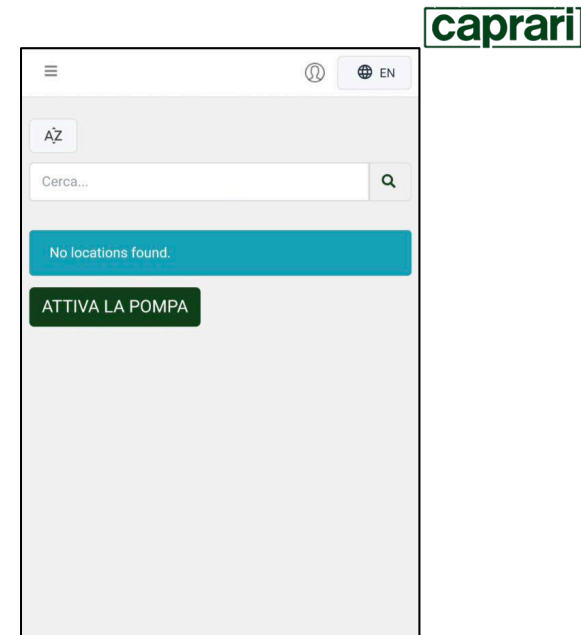 caprari
EN
AZ
Cerca...
No locations found.
ATTIVA LA POMPA